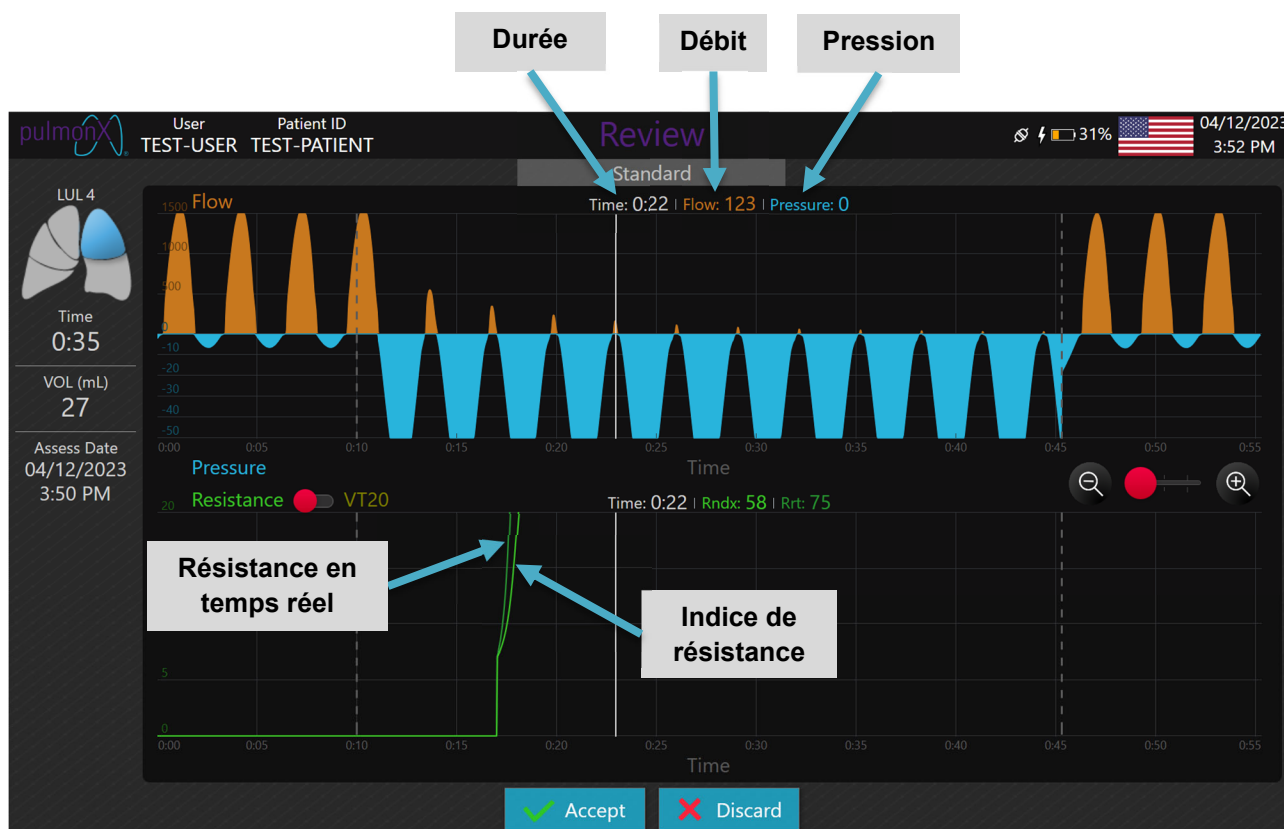 Durée
Débit
Pression
pulmonX
User
TEST-USER
Patient ID
TEST-PATIENT
Review
31%
04/12/2023
3:52 PM
Standard
LUL 4
Time
0:35
VOL (mL)
27
Assess Date
04/12/2023
3:50 PM
Flow
Time: 0:22 | Flow: 123 | Pressure: 0
1500
1000
500
0
-10
-20
-30
-40
-50
0:00 0:05 0:10 0:15 0:20 0:25 0:30 0:35 0:40 0:45 0:50 0:55
Pressure
Time
Resistance
VT20
Time: 0:22 | Rndx: 58 | Rrt: 75
20
5
0
Résistance en
temps réel
Indice de
résistance
0:00 0:05 0:10 0:15 0:20 0:25 0:30 0:35 0:40 0:45 0:50 0:55
Time
Accept
Discard